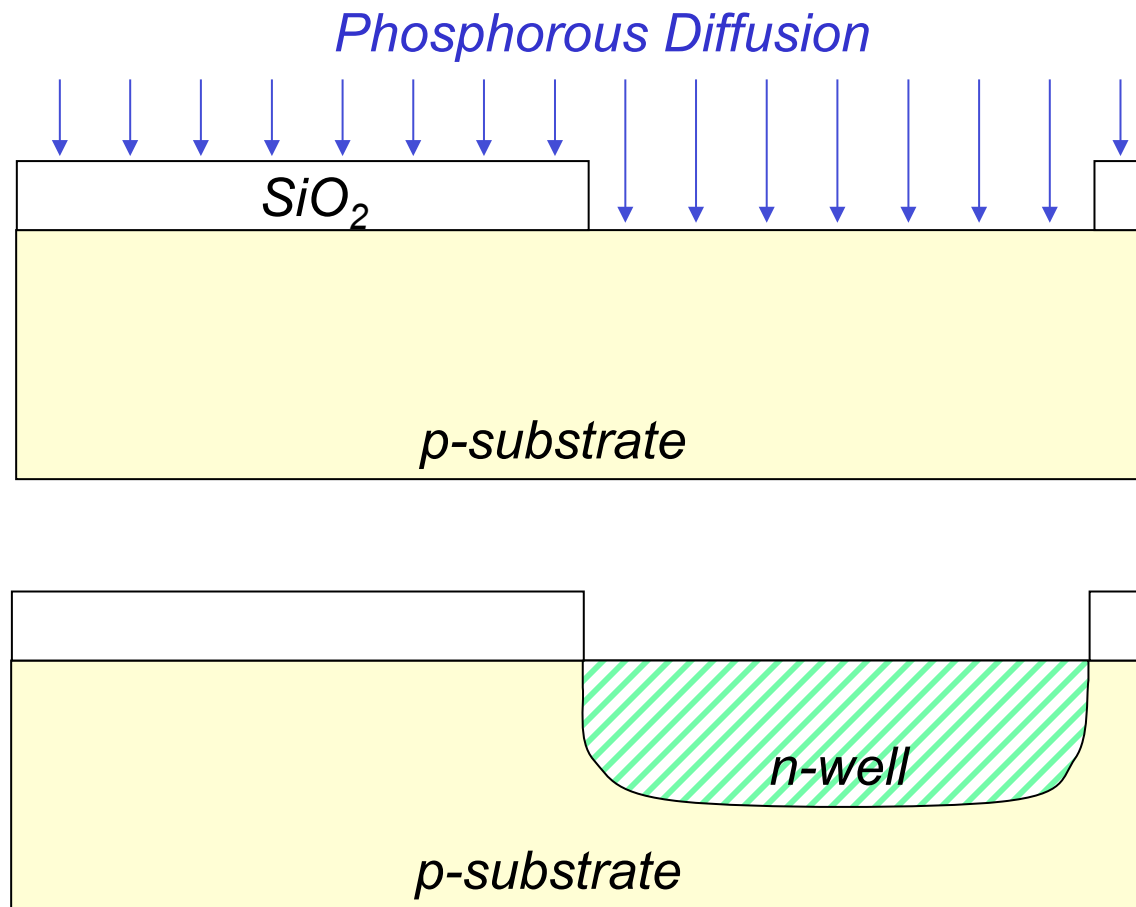 Phosphorous Diffusion
SiO₂
p-substrate
n-well
p-substrate